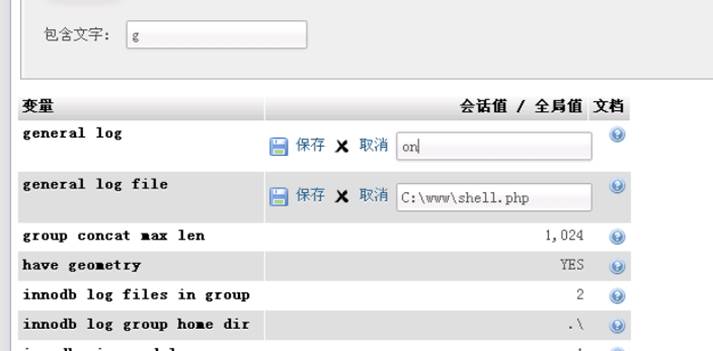 包含文字： g
变量 会话值 / 全局值 文档
general log 保存 取消 on
general log file 保存 取消 C:\www\shell.php
group concat max len 1,024
have geometry YES
innodb log files in group 2
innodb log group home dir .\